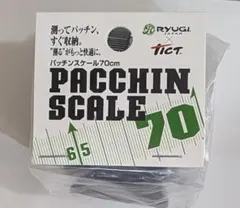 測ってパッチン、
すぐ収納。
"測る"がもっと快適に。
パッチンスケール70cm
RYUGI
JAPAN
×
TICT
PACCHIN
SCALE
70
65